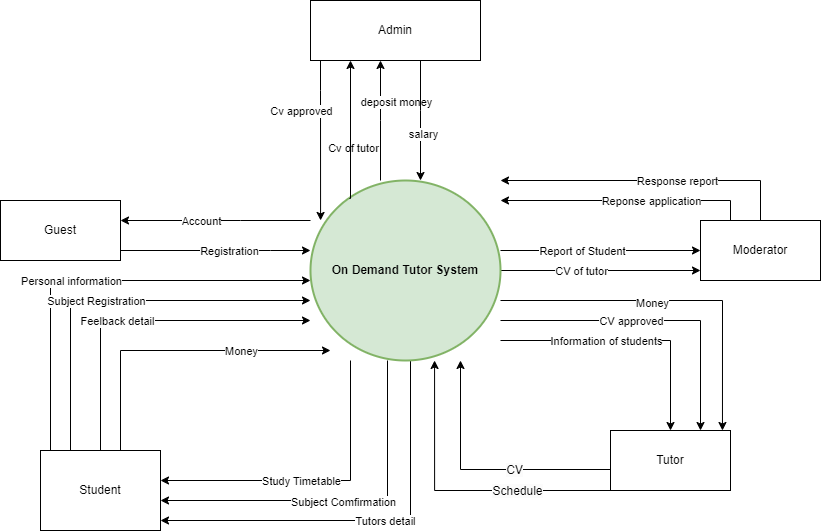 Admin
deposit money
Cv approved
salary
Cv of tutor
Response report
Reponse application
Account
Guest
Registration
Report of Student
Moderator
On Demand Tutor System
CV of tutor
Personal information
Subject Registration
Money
Feelback detail
CV approved
Information of students
Money
Tutor
CV
Study Timetable
Student
Schedule
Subject Comfirmation
Tutors detail